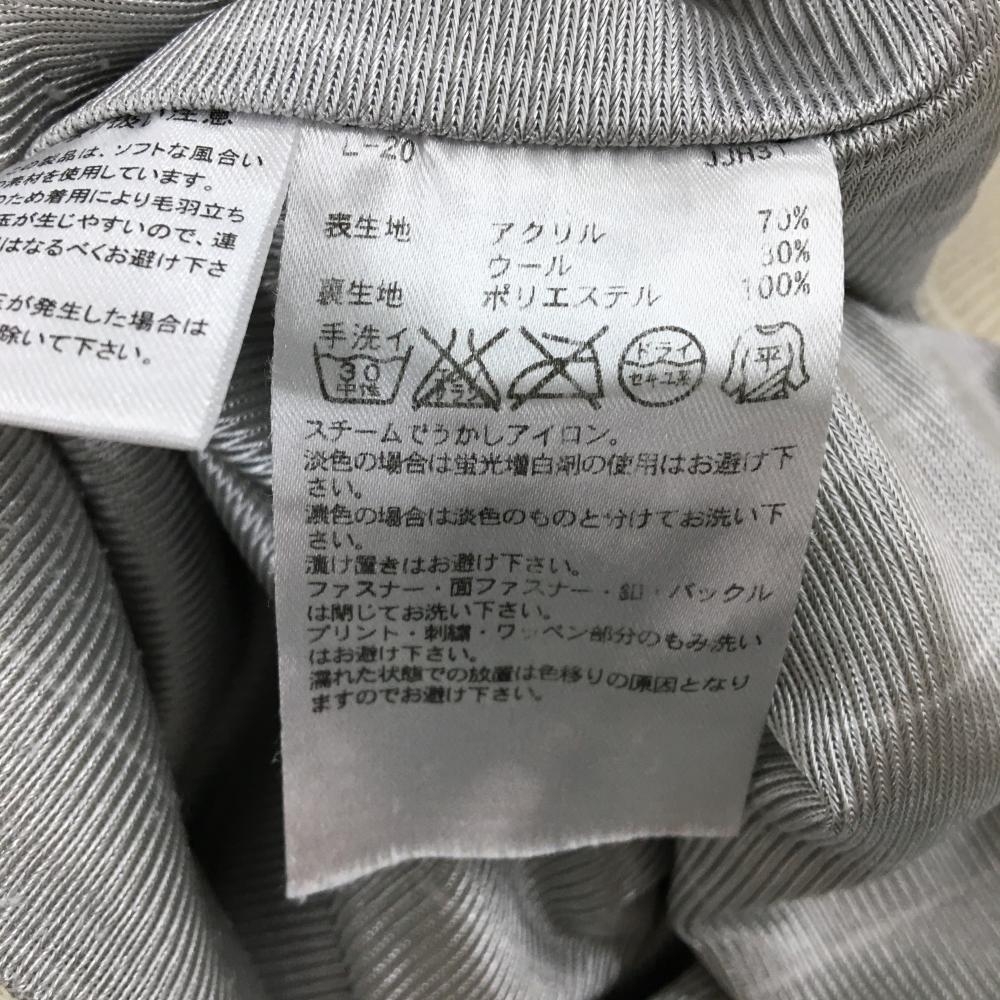 扱い注意
製品は、ソフトな風合い
素材を使用しています。
ため着用により毛羽立ち
玉が生じやすいので、連
はなるべくお避け下さ
が発生した場合は
除いて下さい。
L-20
表生地 アクリル 70%
ウール 30%
裏生地 ポリエステル 100%
手洗イ
30
中性
エンソ
サラシ
ドライ
セキユ系
平
スチームでうかしアイロン。
淡色の場合は蛍光増白剤の使用はお避け下
さい。
濃色の場合は淡色のものと分けてお洗い下
さい。
漬け置きはお避け下さい。
ファスナー・面ファスナー・釦・バックル
は閉じてお洗い下さい。
プリント・刺繍・ワッペン部分のもみ洗い
はお避け下さい。
濡れた状態での放置は色移りの原因となり
ますのでお避け下さい。